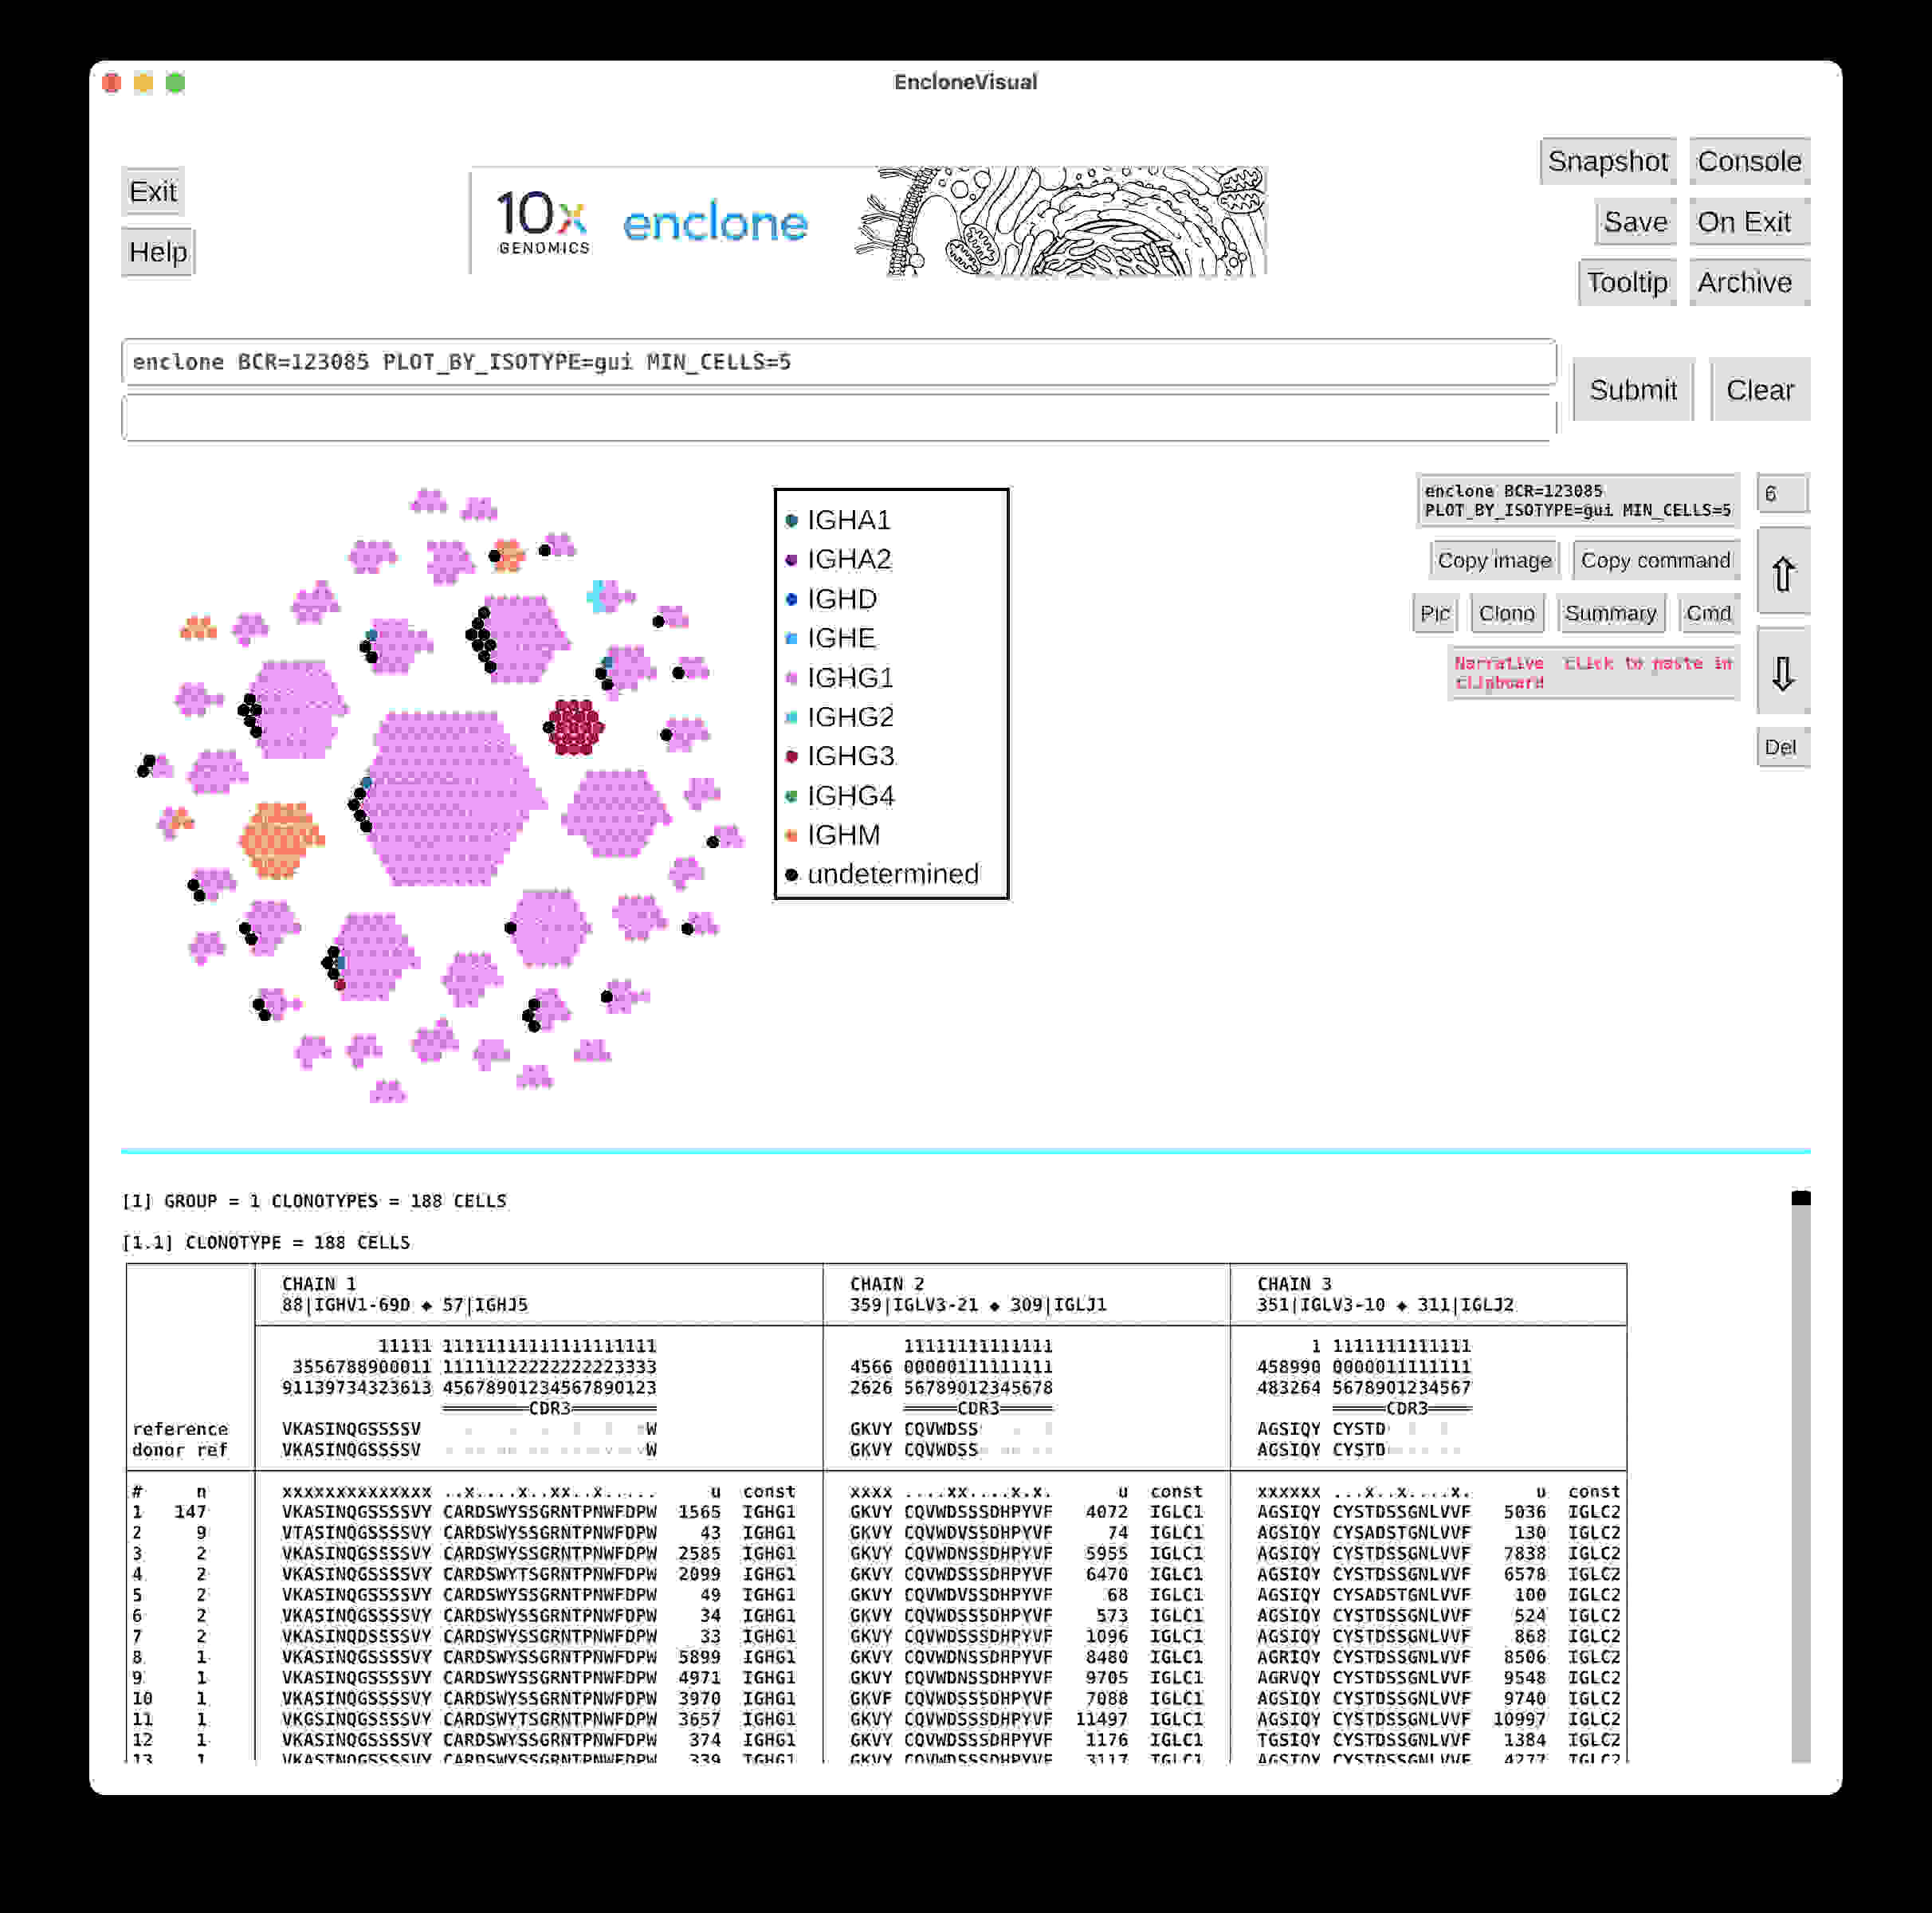 EncloneVisual
Snapshot Console
Exit
10x GENOMICS enclone
Save On Exit
Help
Tooltip Archive
enclone BCR=123085 PLOT_BY_ISOTYPE=gui MIN_CELLS=5
Submit Clear
enclone BCR=123085
PLOT_BY_ISOTYPE=gui MIN_CELLS=5
6
Copy image Copy command
⇧
Pic Clono Summary Cmd
Narrative Click to paste in
clipboard
⇩
Del
IGHA1
IGHA2
IGHD
IGHE
IGHG1
IGHG2
IGHG3
IGHG4
IGHM
undetermined
[1] GROUP = 1 CLONOTYPES = 188 CELLS
[1.1] CLONOTYPE = 188 CELLS
CHAIN 1 CHAIN 2 CHAIN 3
88|IGHV1-69D ◆ 57|IGHJ5 359|IGLV3-21 ◆ 309|IGLJ1 351|IGLV3-10 ◆ 311|IGLJ2
11111 11111111111111111111 11111111111111 1 1111111111111
3556788900011 11111122222222223333 4566 00000111111111 458990 0000011111111
91139734323613 45678901234567890123 2626 56789012345678 483264 5678901234567
CDR3 CDR3 CDR3
reference VKASINQGSSSSV W GKVY CQVWDSS AGSIQY CYSTD
donor ref VKASINQGSSSSV W GKVY CQVWDSS AGSIQY CYSTD
# n xxxxxxxxxxxxxx ..x....x..xx..x..... u const xxxx ....xx....x.x. u const xxxxxx ...x..x....x. u const
1 147 VKASINQGSSSSVY CARDSWYSSGRNTPNWFDPW 1565 IGHG1 GKVY CQVWDSSSDHPYVF 4072 IGLC1 AGSIQY CYSTDSSGNLVVF 5036 IGLC2
2 9 VTASINQGSSSSVY CARDSWYSSGRNTPNWFDPW 43 IGHG1 GKVY CQVWDVSSDHPYVF 74 IGLC1 AGSIQY CYSADSTGNLVVF 130 IGLC2
3 2 VKASINQGSSSSVY CARDSWYSSGRNTPNWFDPW 2585 IGHG1 GKVY CQVWDNSSDHPYVF 5955 IGLC1 AGSIQY CYSTDSSGNLVVF 7838 IGLC2
4 2 VKASINQGSSSSVY CARDSWYTSGRNTPNWFDPW 2099 IGHG1 GKVY CQVWDSSSDHPYVF 6470 IGLC1 AGSIQY CYSTDSSGNLVVF 6578 IGLC2
5 2 VKASINQGSSSSVY CARDSWYSSGRNTPNWFDPW 49 IGHG1 GKVY CQVWDVSSDHPYVF 68 IGLC1 AGSIQY CYSADSTGNLVVF 100 IGLC2
6 2 VKASINQGSSSSVY CARDSWYSSGRNTPNWFDPW 34 IGHG1 GKVY CQVWDSSSDHPYVF 573 IGLC1 AGSIQY CYSTDSSGNLVVF 524 IGLC2
7 2 VKASINQDSSSSVY CARDSWYSSGRNTPNWFDPW 33 IGHG1 GKVY CQVWDSSSDHPYVF 1096 IGLC1 AGSIQY CYSTDSSGNLVVF 868 IGLC2
8 1 VKASINQGSSSSVY CARDSWYSSGRNTPNWFDPW 5899 IGHG1 GKVY CQVWDNSSDHPYVF 8480 IGLC1 AGRIQY CYSTDSSGNLVVF 8506 IGLC2
9 1 VKASINQGSSSSVY CARDSWYSSGRNTPNWFDPW 4971 IGHG1 GKVY CQVWDNSSDHPYVF 9705 IGLC1 AGRVQY CYSTDSSGNLVVF 9548 IGLC2
10 1 VKASINQGSSSSVY CARDSWYSSGRNTPNWFDPW 3970 IGHG1 GKVF CQVWDSSSDHPYVF 7088 IGLC1 AGSIQY CYSTDSSGNLVVF 9740 IGLC2
11 1 VKGSINQGSSSSVY CARDSWYTSGRNTPNWFDPW 3657 IGHG1 GKVY CQVWDSSSDHPYVF 11497 IGLC1 AGSIQY CYSTDSSGNLVVF 10997 IGLC2
12 1 VKASINQGSSSSVY CARDSWYSSGRNTPNWFDPW 374 IGHG1 GKVY CQVWDSSSDHPYVF 1176 IGLC1 TGSIQY CYSTDSSGNLVVF 1384 IGLC2
13 1 VKASINQGSSSSVY CARDSWYSSGRNTPNWFDPW 339 IGHG1 GKVY CQVWDSSSDHPYVF 3117 IGLC1 AGSIQY CYSTDSSGNLVVF 4277 IGLC2